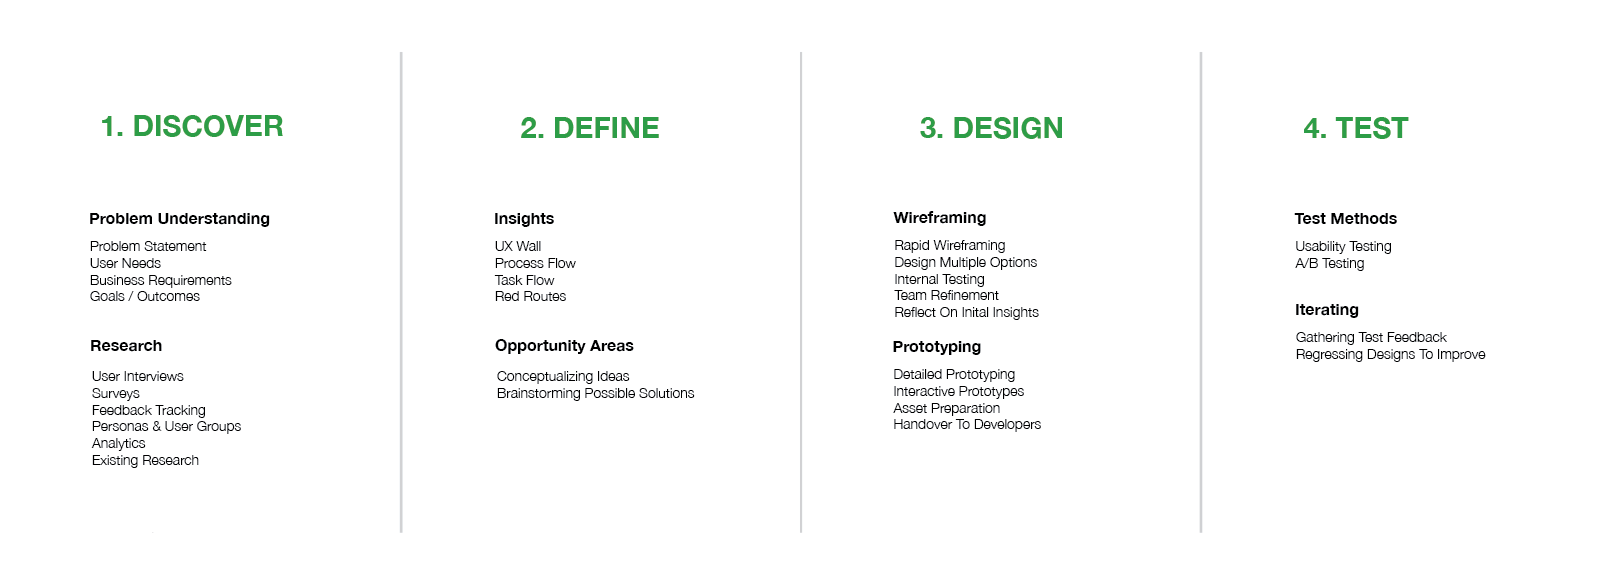 1. DISCOVER
Problem Understanding
Problem Statement
User Needs
Business Requirements
Goals / Outcomes
Research
User Interviews
Surveys
Feedback Tracking
Personas & User Groups
Analytics
Existing Research
2. DEFINE
Insights
UX Wall
Process Flow
Task Flow
Red Routes
Opportunity Areas
Conceptualizing Ideas
Brainstorming Possible Solutions
3. DESIGN
Wireframing
Rapid Wireframing
Design Multiple Options
Internal Testing
Team Refinement
Reflect On Inital Insights
Prototyping
Detailed Prototyping
Interactive Prototypes
Asset Preparation
Handover To Developers
4. TEST
Test Methods
Usability Testing
A/B Testing
Iterating
Gathering Test Feedback
Regressing Designs To Improve